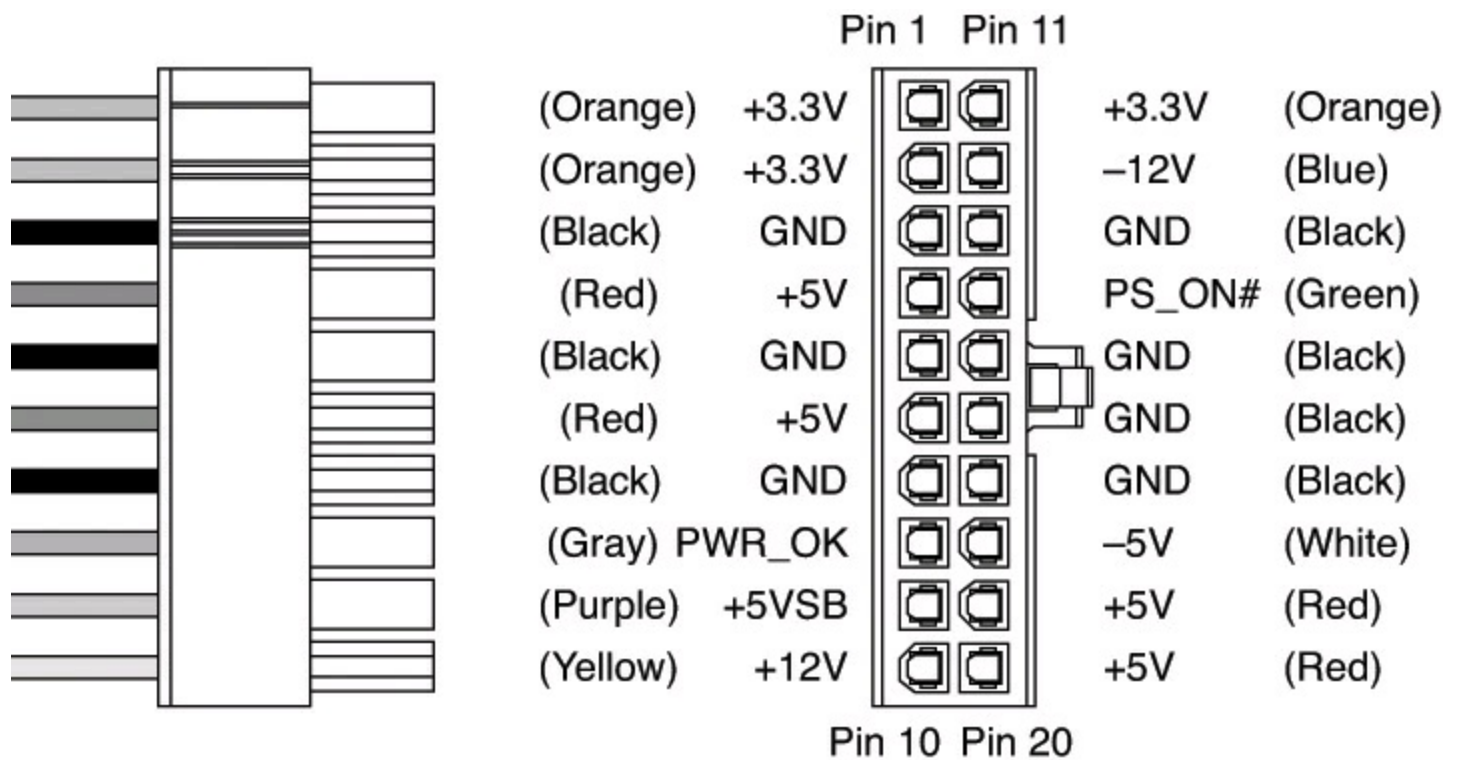 Pin 1 Pin 11
(Orange) +3.3V +3.3V (Orange)
(Orange) +3.3V –12V (Blue)
(Black) GND GND (Black)
(Red) +5V PS_ON# (Green)
(Black) GND GND (Black)
(Red) +5V GND (Black)
(Black) GND GND (Black)
(Gray) PWR_OK –5V (White)
(Purple) +5VSB +5V (Red)
(Yellow) +12V +5V (Red)
Pin 10 Pin 20